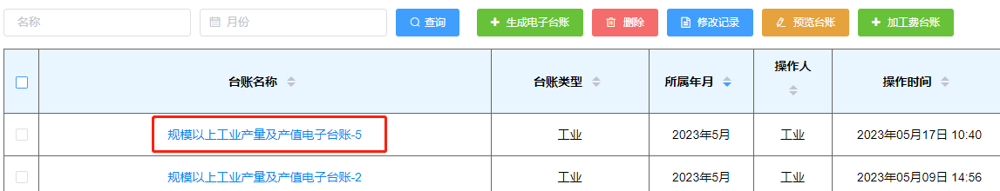 名称 月份 查询 生成电子台账 删除 修改记录 预览台账 加工费台账
台账名称 台账类型 所属年月 操作人 操作时间
规模以上工业产量及产值电子台账-5 工业 2023年5月 工业 2023年05月17日 10:40
规模以上工业产量及产值电子台账-2 工业 2023年5月 工业 2023年05月09日 14:56